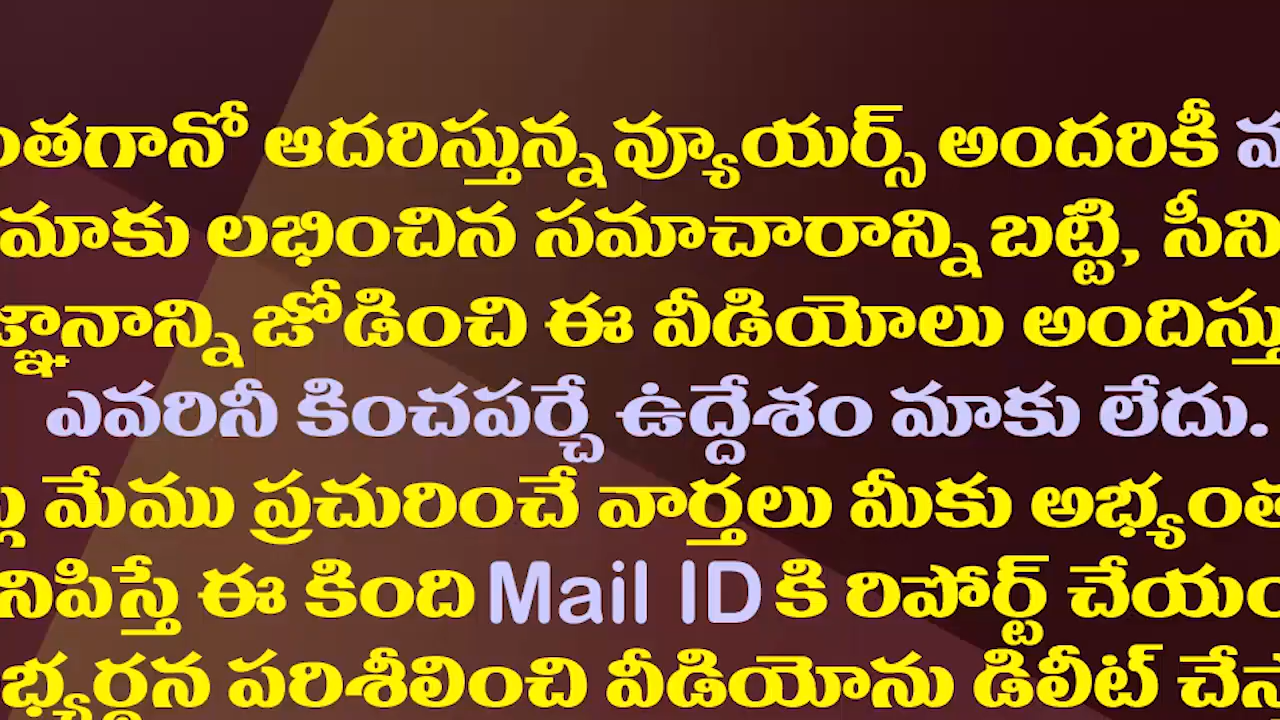 ంతగానో ఆదరిస్తున్న వ్యూయర్స్ అందరికీ
మాకు లభించిన సమాచారాన్ని బట్టి, సీని
జ్ఞానాన్ని జోడించి ఈ వీడియోలు అందిస్తు
ఎవరినీ కించపర్చే ఉద్దేశం మాకు లేదు.
మేము ప్రచురించే వార్తలు మీకు అభ్యంత
నిపిస్తే ఈ కింది Mail ID కి రిపోర్ట్ చేయం
భ్యర్థన పరిశీలించి వీడియోను డిలీట్ చేస